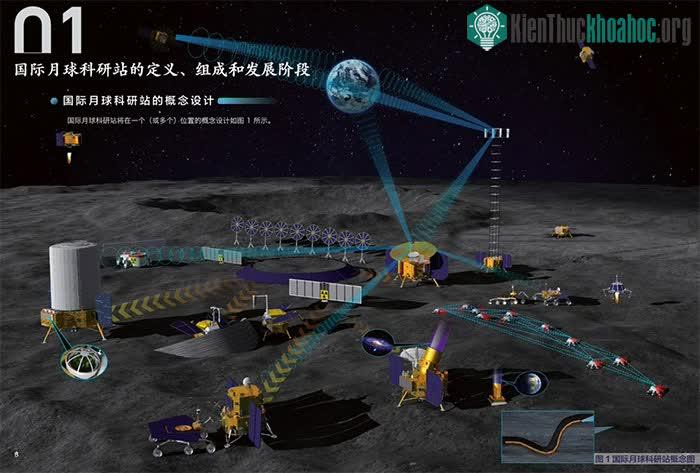 01
KienThuckhoahoc.org
国际月球科研站的定义、组成和发展阶段
国际月球科研站的概念设计
国际月球科研站将在一个（或多个）位置的概念设计如图 1 所示。
8
图 1 国际月球科研站概念图